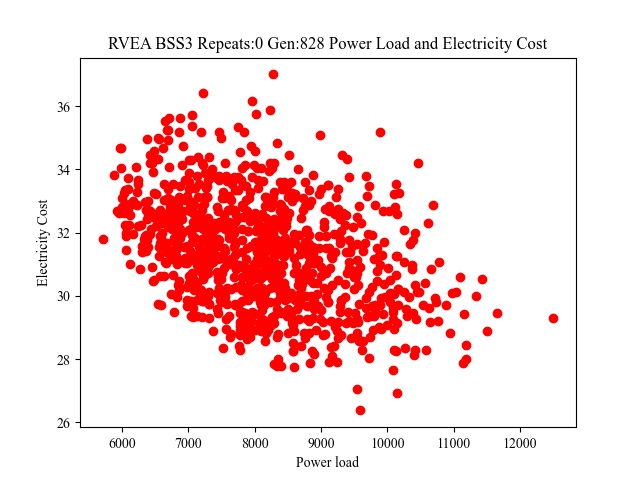 RVEA BSS3 Repeats:0 Gen:828 Power Load and Electricity Cost
Electricity Cost
36
34
32
30
28
26
6000 7000 8000 9000 10000 11000 12000
Power load